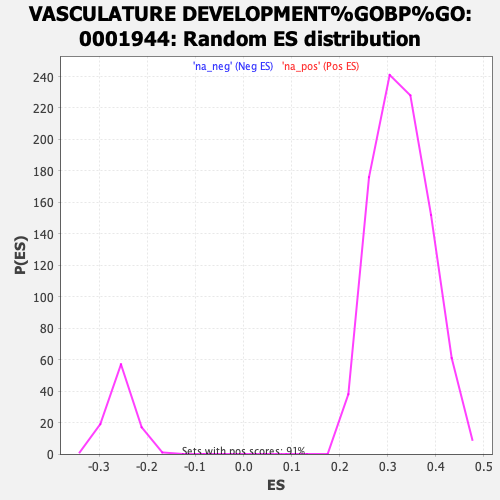 VASCULATURE DEVELOPMENT%GOBP%GO:
0001944: Random ES distribution
'na_neg' (Neg ES) 'na_pos' (Pos ES)
240
220
200
180
160
140
120
100
80
60
40
20
0
P(ES)
Sets with pos scores: 91%
-0.3 -0.2 -0.1 0.0 0.1 0.2 0.3 0.4 0.5
ES